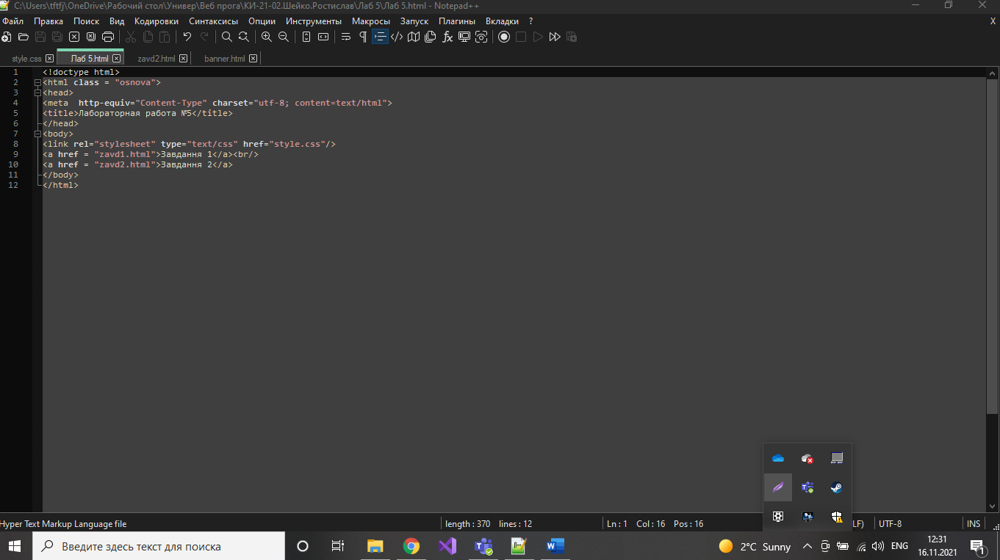 C:\Users\tftfj\OneDrive\Рабочий стол\Универ\Веб прога\КИ-21-02.Шейко.Ростислав\Лаб 5\Лаб 5.html - Notepad++
Файл Правка Поиск Вид Кодировки Синтаксисы Опции Инструменты Макросы Запуск Плагины Вкладки ? X
style.css Лаб 5.html zavd2.html banner.html
1 <!doctype html>
2 <html class = "osnova">
3 <head>
4 <meta  http-equiv="Content-Type" charset="utf-8; content=text/html">
5 <title>Лабораторная работа №5</title>
6 </head>
7 <body>
8 <link rel="stylesheet" type="text/css" href="style.css"/>
9 <a href = "zavd1.html">Завдання 1</a><br/>
10 <a href = "zavd2.html">Завдання 2</a>
11 </body>
12 </html>
Hyper Text Markup Language file length : 370 lines : 12 Ln : 1 Col : 16 Pos : 16 LF) UTF-8 INS
Введите здесь текст для поиска 2°C Sunny ENG 12:31
16.11.2021 1